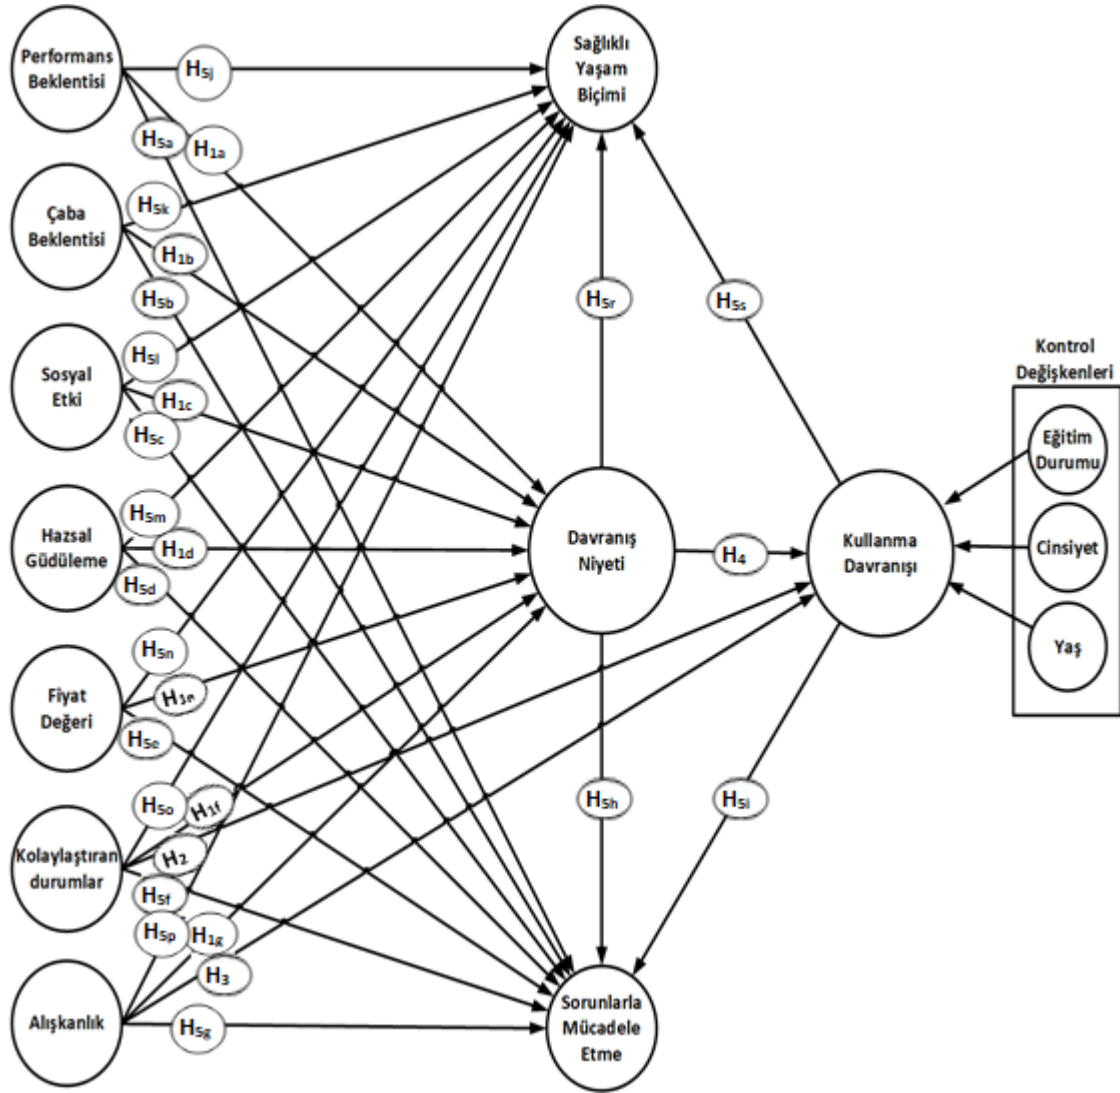 Performans
Beklentisi
H5j
Sağlıklı
Yaşam
Biçimi
H5a
H1a
Çaba
Beklentisi
H5k
H1b
H5b
H5r
H5s
Sosyal
Etki
H5l
H1c
H5c
Kontrol
Değişkenleri
Eğitim
Durumu
Hazsal
Güdüleme
H5m
H1d
H5d
Davranış
Niyeti
H4
Kullanma
Davranışı
Cinsiyet
Yaş
Fiyat
Değeri
H5n
H1e
H5e
Kolaylaştıran
durumlar
H5o
H1f
H2
H5f
H5h
H5i
H5p
H1g
H3
Alışkanlık
H5g
Sorunlarla
Mücadele
Etme